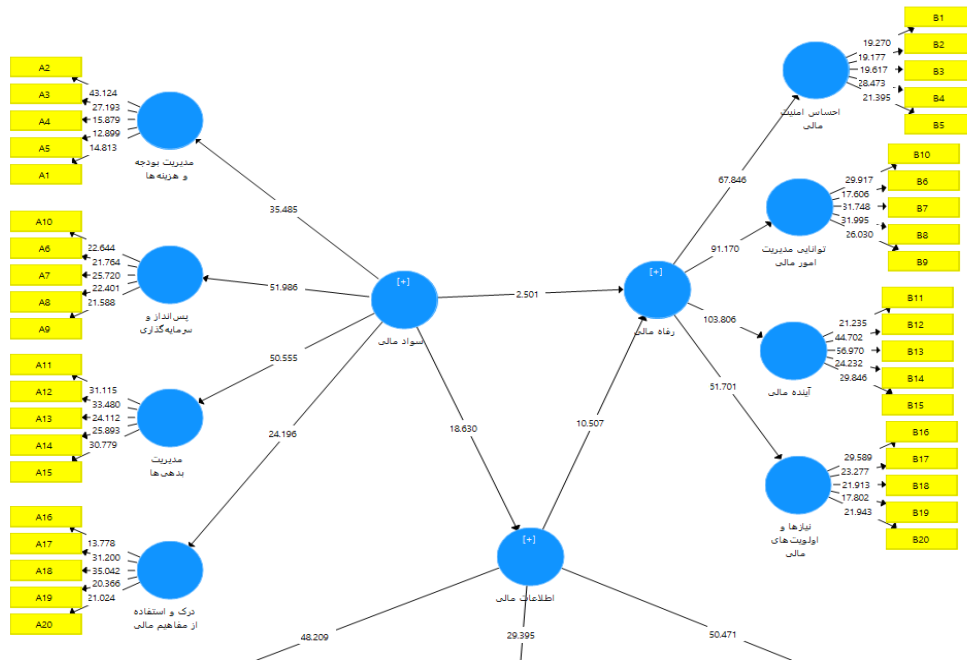 A2
A3
A4
A5
A1
43.124
27.193
15.879
12.899
14.813
مدیریت بودجه
و هزینه‌ها
35.485
A10
A6
A7
A8
A9
22.644
21.764
25.720
22.401
21.588
پس‌انداز و
سرمایه‌گذاری
51.986
A11
A12
A13
A14
A15
31.115
33.480
24.112
25.893
30.779
مدیریت
بدهی‌ها
50.555
A16
A17
A18
A19
A20
13.778
31.200
35.042
20.366
21.024
درک و استفاده
از مفاهیم مالی
24.196
[+]
سواد مالی
2.501
18.630
[+]
اطلاعات مالی
10.507
48.209
29.395
50.471
[+]
رفاه مالی
67.846
91.170
103.806
51.701
احساس امنیت
مالی
19.270
19.177
19.617
28.473
21.395
B1
B2
B3
B4
B5
توانایی مدیریت
امور مالی
29.917
17.606
31.748
31.995
26.030
B10
B6
B7
B8
B9
آینده مالی
21.235
44.702
56.970
24.232
29.846
B11
B12
B13
B14
B15
نیازها و
اولویت‌های
مالی
29.589
23.277
21.913
17.802
21.943
B16
B17
B18
B19
B20